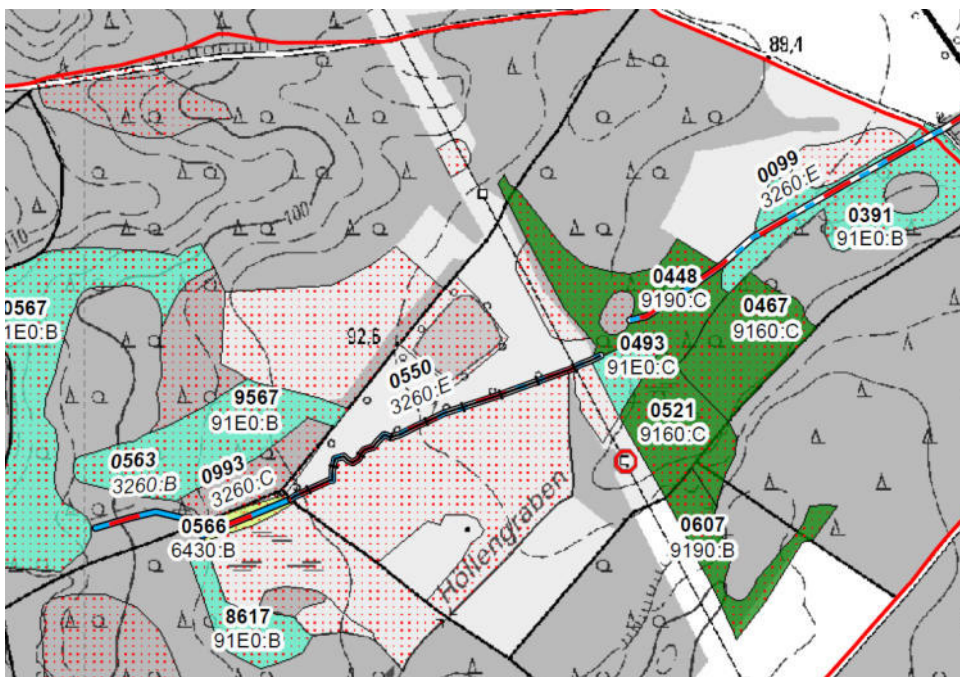 89,1
0099
3260:E
0391
91E0:B
100
110
0448
9190:C
0467
9160:C
0567
1E0:B
92,5
0493
91E0:C
0550
3260:E
9567
91E0:B
0521
9160:C
0563
3260:B
0993
3260:C
0566
6430:B
0607
9190:B
Höllengraben
8617
91E0:B